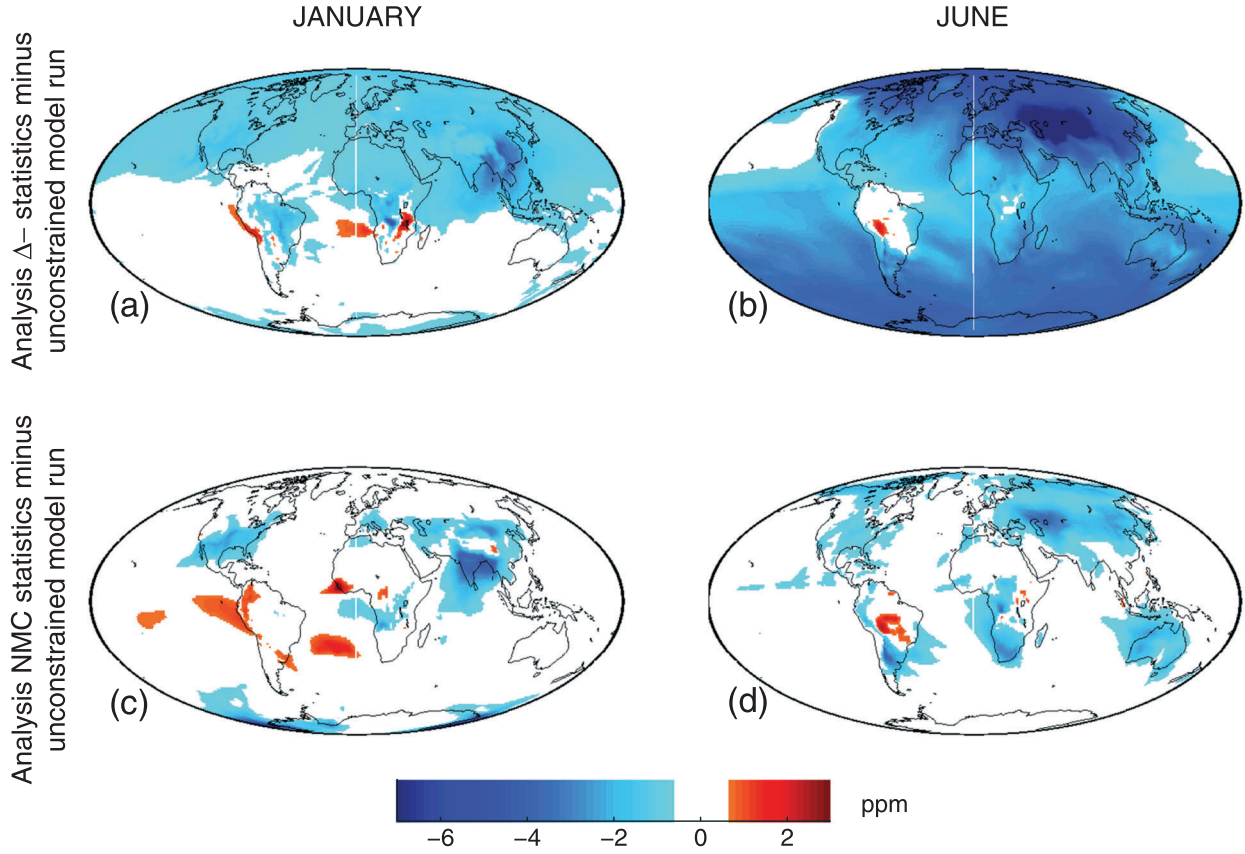 JANUARY
JUNE
Analysis Δ– statistics minus
unconstrained model run
(a)
(b)
Analysis NMC statistics minus
unconstrained model run
(c)
(d)
ppm
−6
−4
−2
0
2